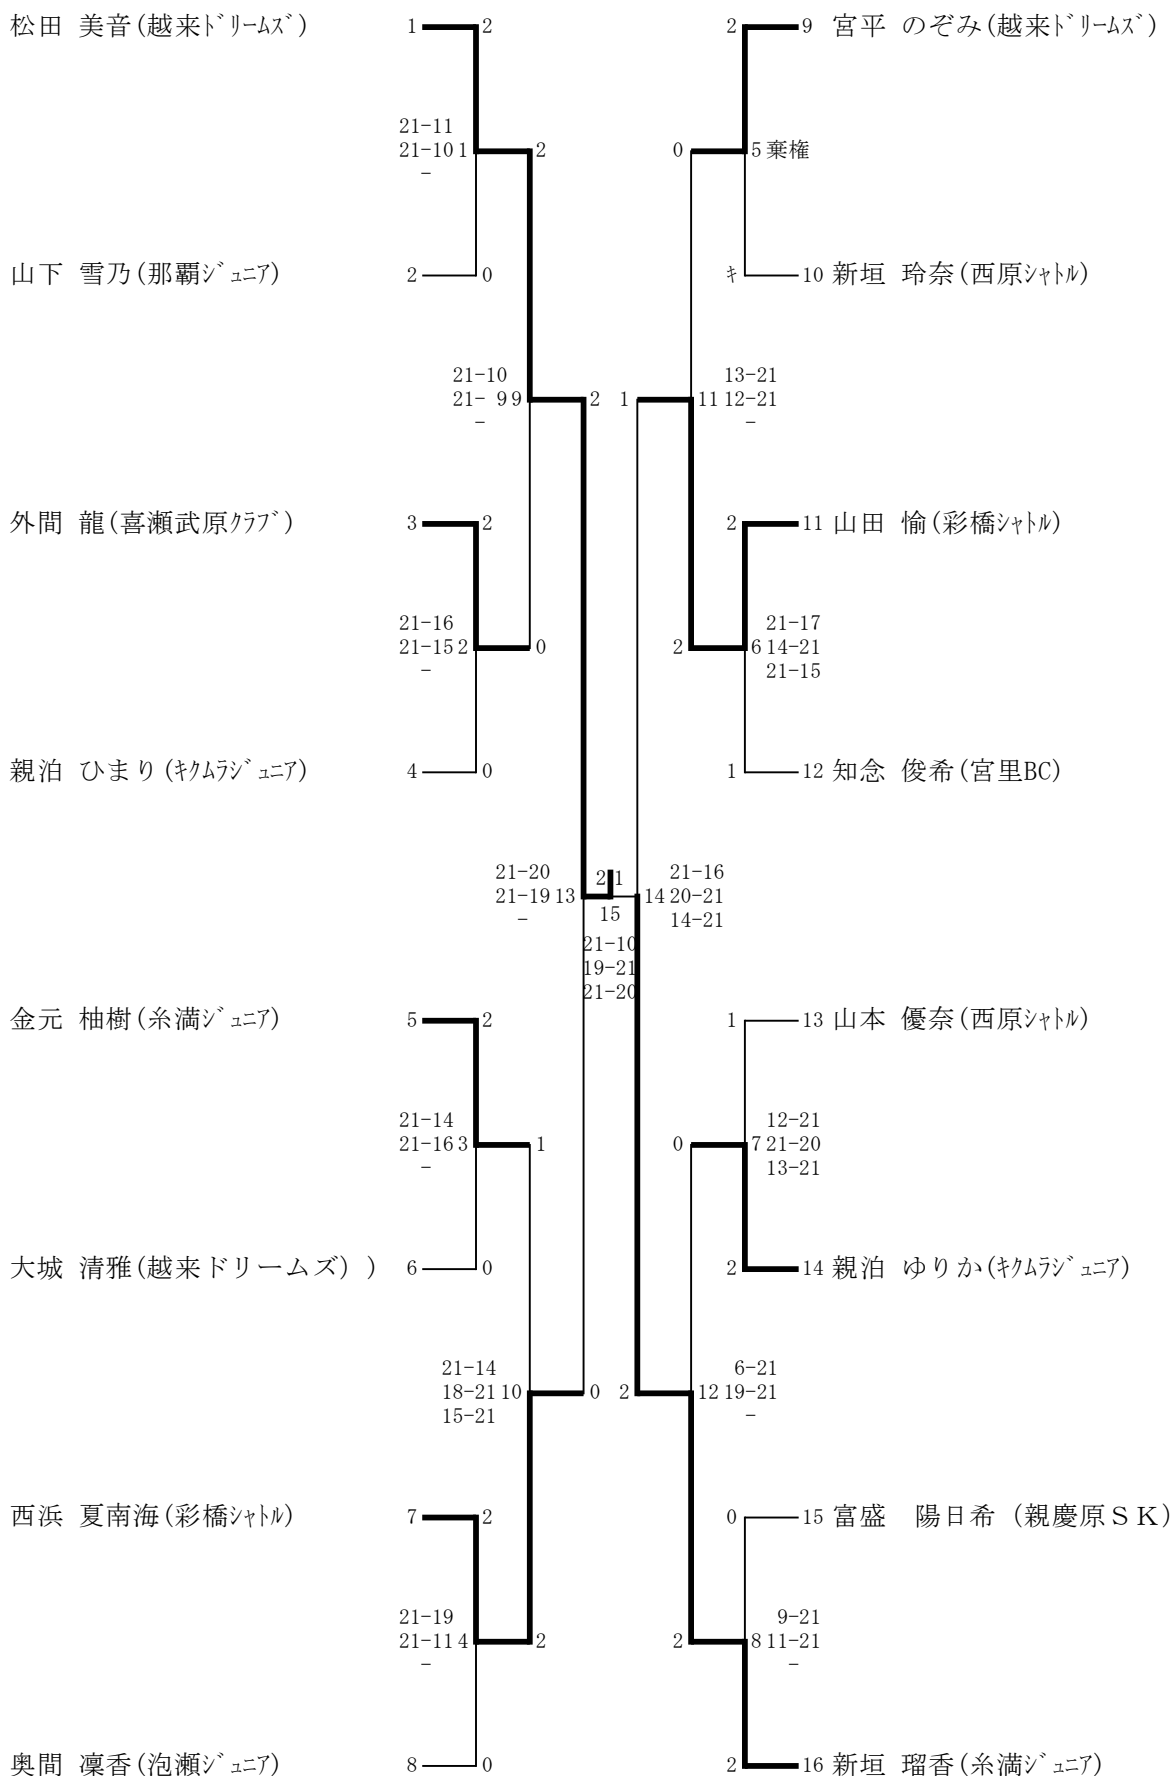 松田 美音(越来ﾄﾞﾘｰﾑｽﾞ) 1 2 2 9 宮平 のぞみ(越来ﾄﾞﾘｰﾑｽﾞ)
21-11
21-10 1 2 0 5 棄権
-
山下 雪乃(那覇ｼﾞｭﾆｱ) 2 0 ｷ 10 新垣 玲奈(西原ｼｬﾄﾙ)
21-10 13-21
21- 9 9 2 1 11 12-21
- -
外間 龍(喜瀬武原ｸﾗﾌﾞ) 3 2 2 11 山田 愉(彩橋ｼｬﾄﾙ)
21-16 21-17
21-15 2 0 2 6 14-21
- 21-15
親泊 ひまり(ｷｸﾑﾗｼﾞｭﾆｱ) 4 0 1 12 知念 俊希(宮里BC)
21-20 2 1 21-16
21-19 13 14 20-21
- 15 14-21
21-10
19-21
21-20
金元 柚樹(糸満ｼﾞｭﾆｱ) 5 2 1 13 山本 優奈(西原ｼｬﾄﾙ)
21-14 12-21
21-16 3 1 0 7 21-20
- 13-21
大城 清雅(越来ドリームズ)) 6 0 2 14 親泊 ゆりか(ｷｸﾑﾗｼﾞｭﾆｱ)
21-14 6-21
18-21 10 0 2 12 19-21
15-21 -
西浜 夏南海(彩橋ｼｬﾄﾙ) 7 2 0 15 富盛　陽日希（親慶原ＳＫ）
21-19 9-21
21-11 4 2 2 8 11-21
- -
奥間 凜香(泡瀬ｼﾞｭﾆｱ) 8 0 2 16 新垣 瑠香(糸満ｼﾞｭﾆｱ)